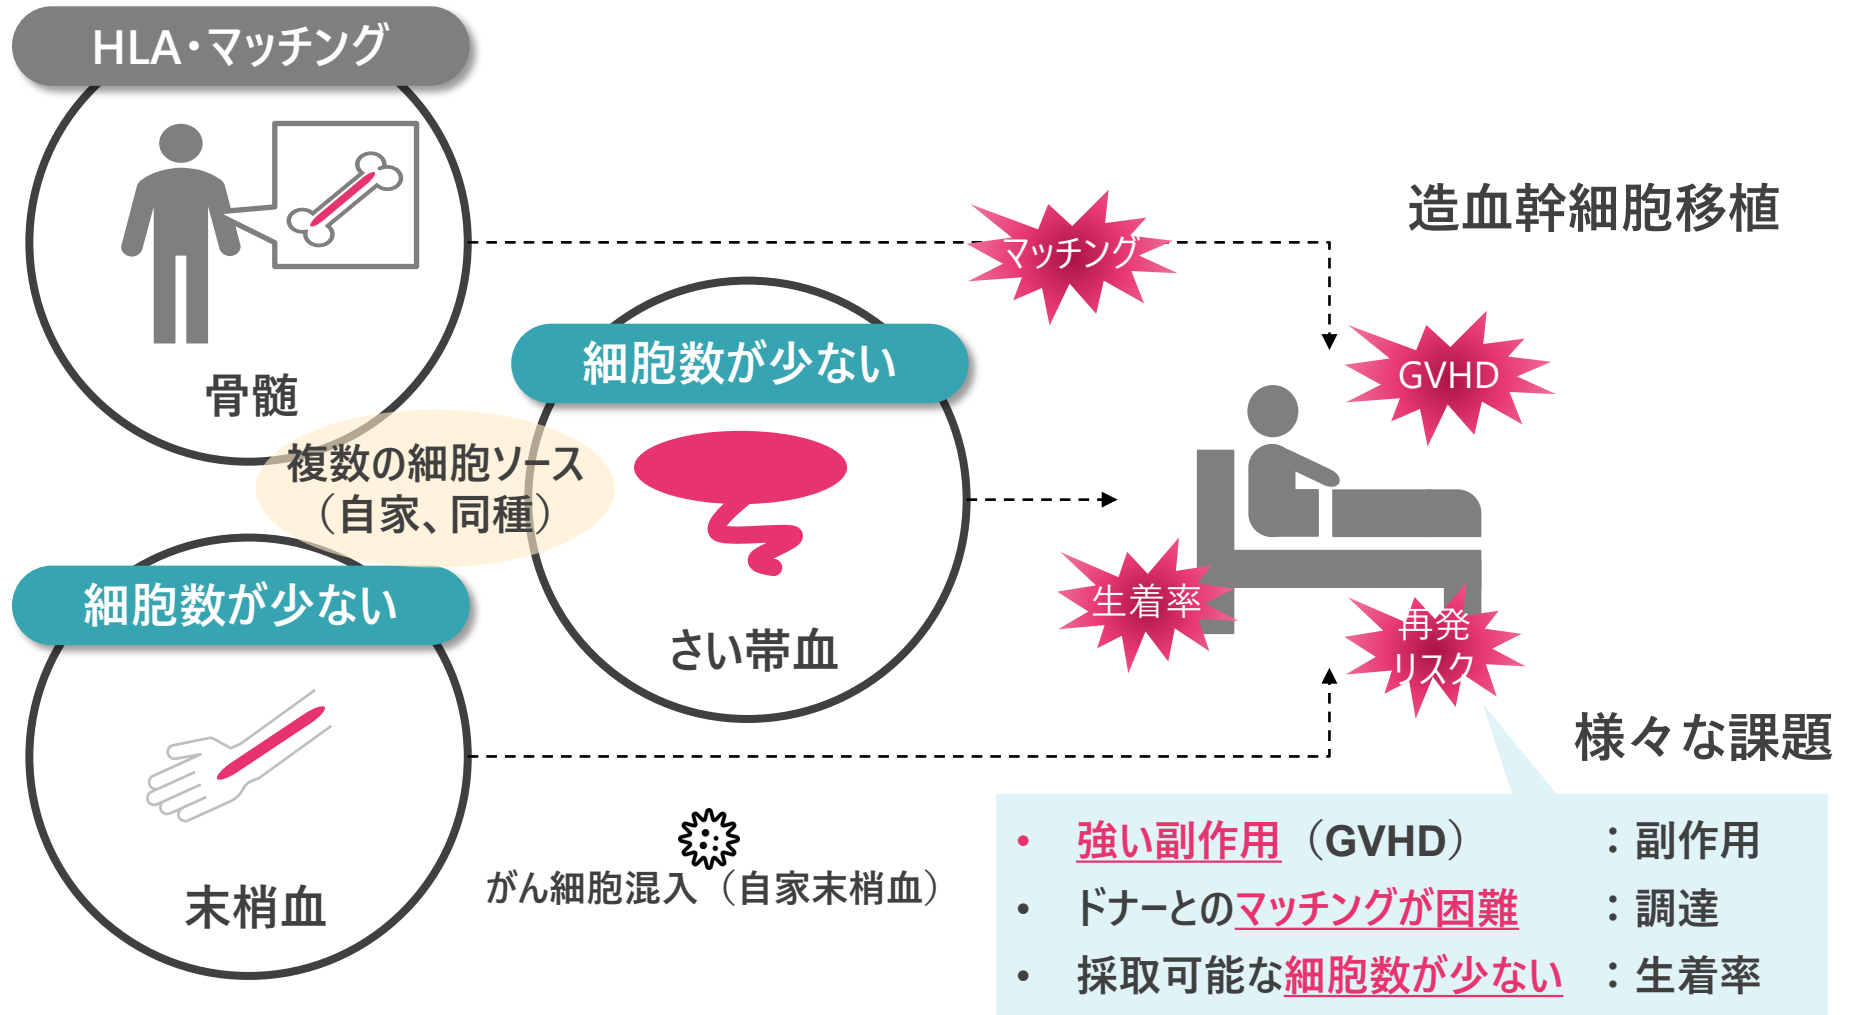 HLA・マッチング
骨髄
複数の細胞ソース
（自家、同種）
細胞数が少ない
さい帯血
細胞数が少ない
末梢血
がん細胞混入（自家末梢血）
マッチング
造血幹細胞移植
GVHD
生着率
再発
リスク
様々な課題
• 強い副作用（GVHD） ：副作用
• ドナーとのマッチングが困難 ：調達
• 採取可能な細胞数が少ない ：生着率